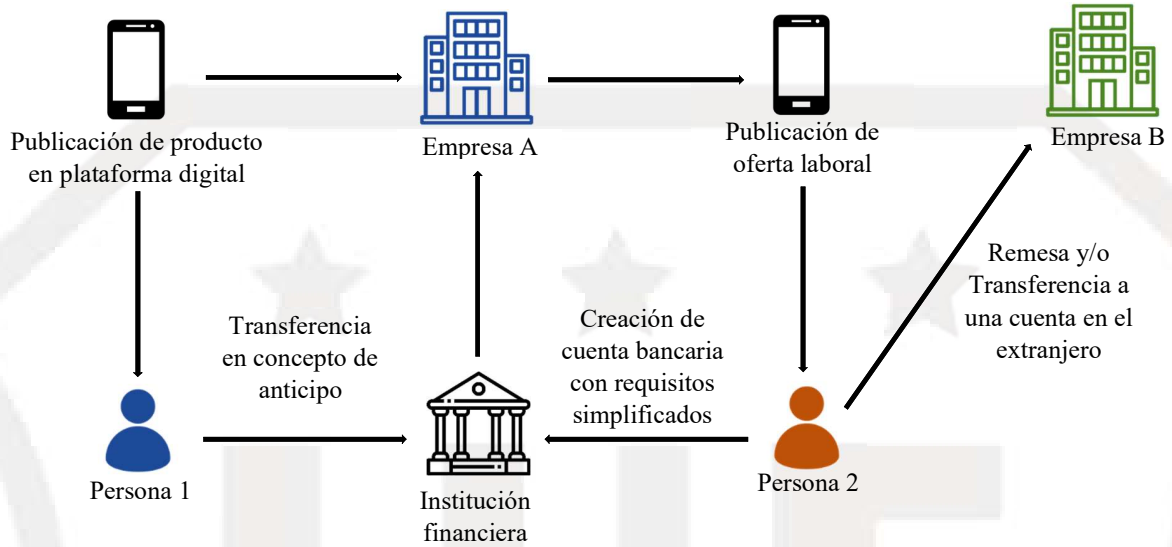 Publicación de producto
en plataforma digital
Empresa A
Publicación de
oferta laboral
Empresa B
Transferencia
en concepto de
anticipo
Creación de
cuenta bancaria
con requisitos
simplificados
Remesa y/o
Transferencia a
una cuenta en el
extranjero
Persona 1
Institución
financiera
Persona 2